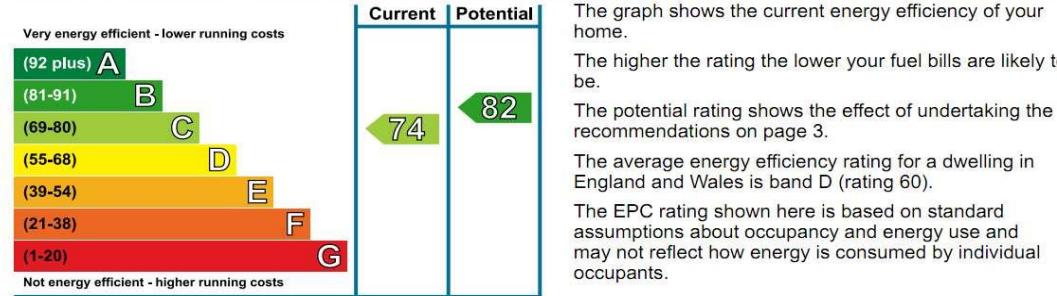 Current Potential
Very energy efficient - lower running costs
(92 plus) A
(81-91) B
(69-80) C
(55-68) D
(39-54) E
(21-38) F
(1-20) G
Not energy efficient - higher running costs
74
82
The graph shows the current energy efficiency of your
home.
The higher the rating the lower your fuel bills are likely t
be.
The potential rating shows the effect of undertaking the
recommendations on page 3.
The average energy efficiency rating for a dwelling in
England and Wales is band D (rating 60).
The EPC rating shown here is based on standard
assumptions about occupancy and energy use and
may not reflect how energy is consumed by individual
occupants.